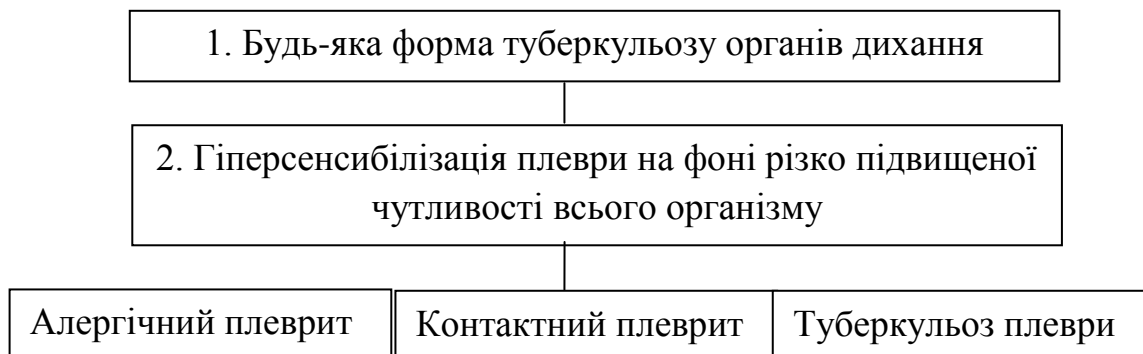 1. Будь-яка форма туберкульозу органів дихання
2. Гіперсенсибілізація плеври на фоні різко підвищеної
чутливості всього організму
Алергічний плеврит
Контактний плеврит
Туберкульоз плеври